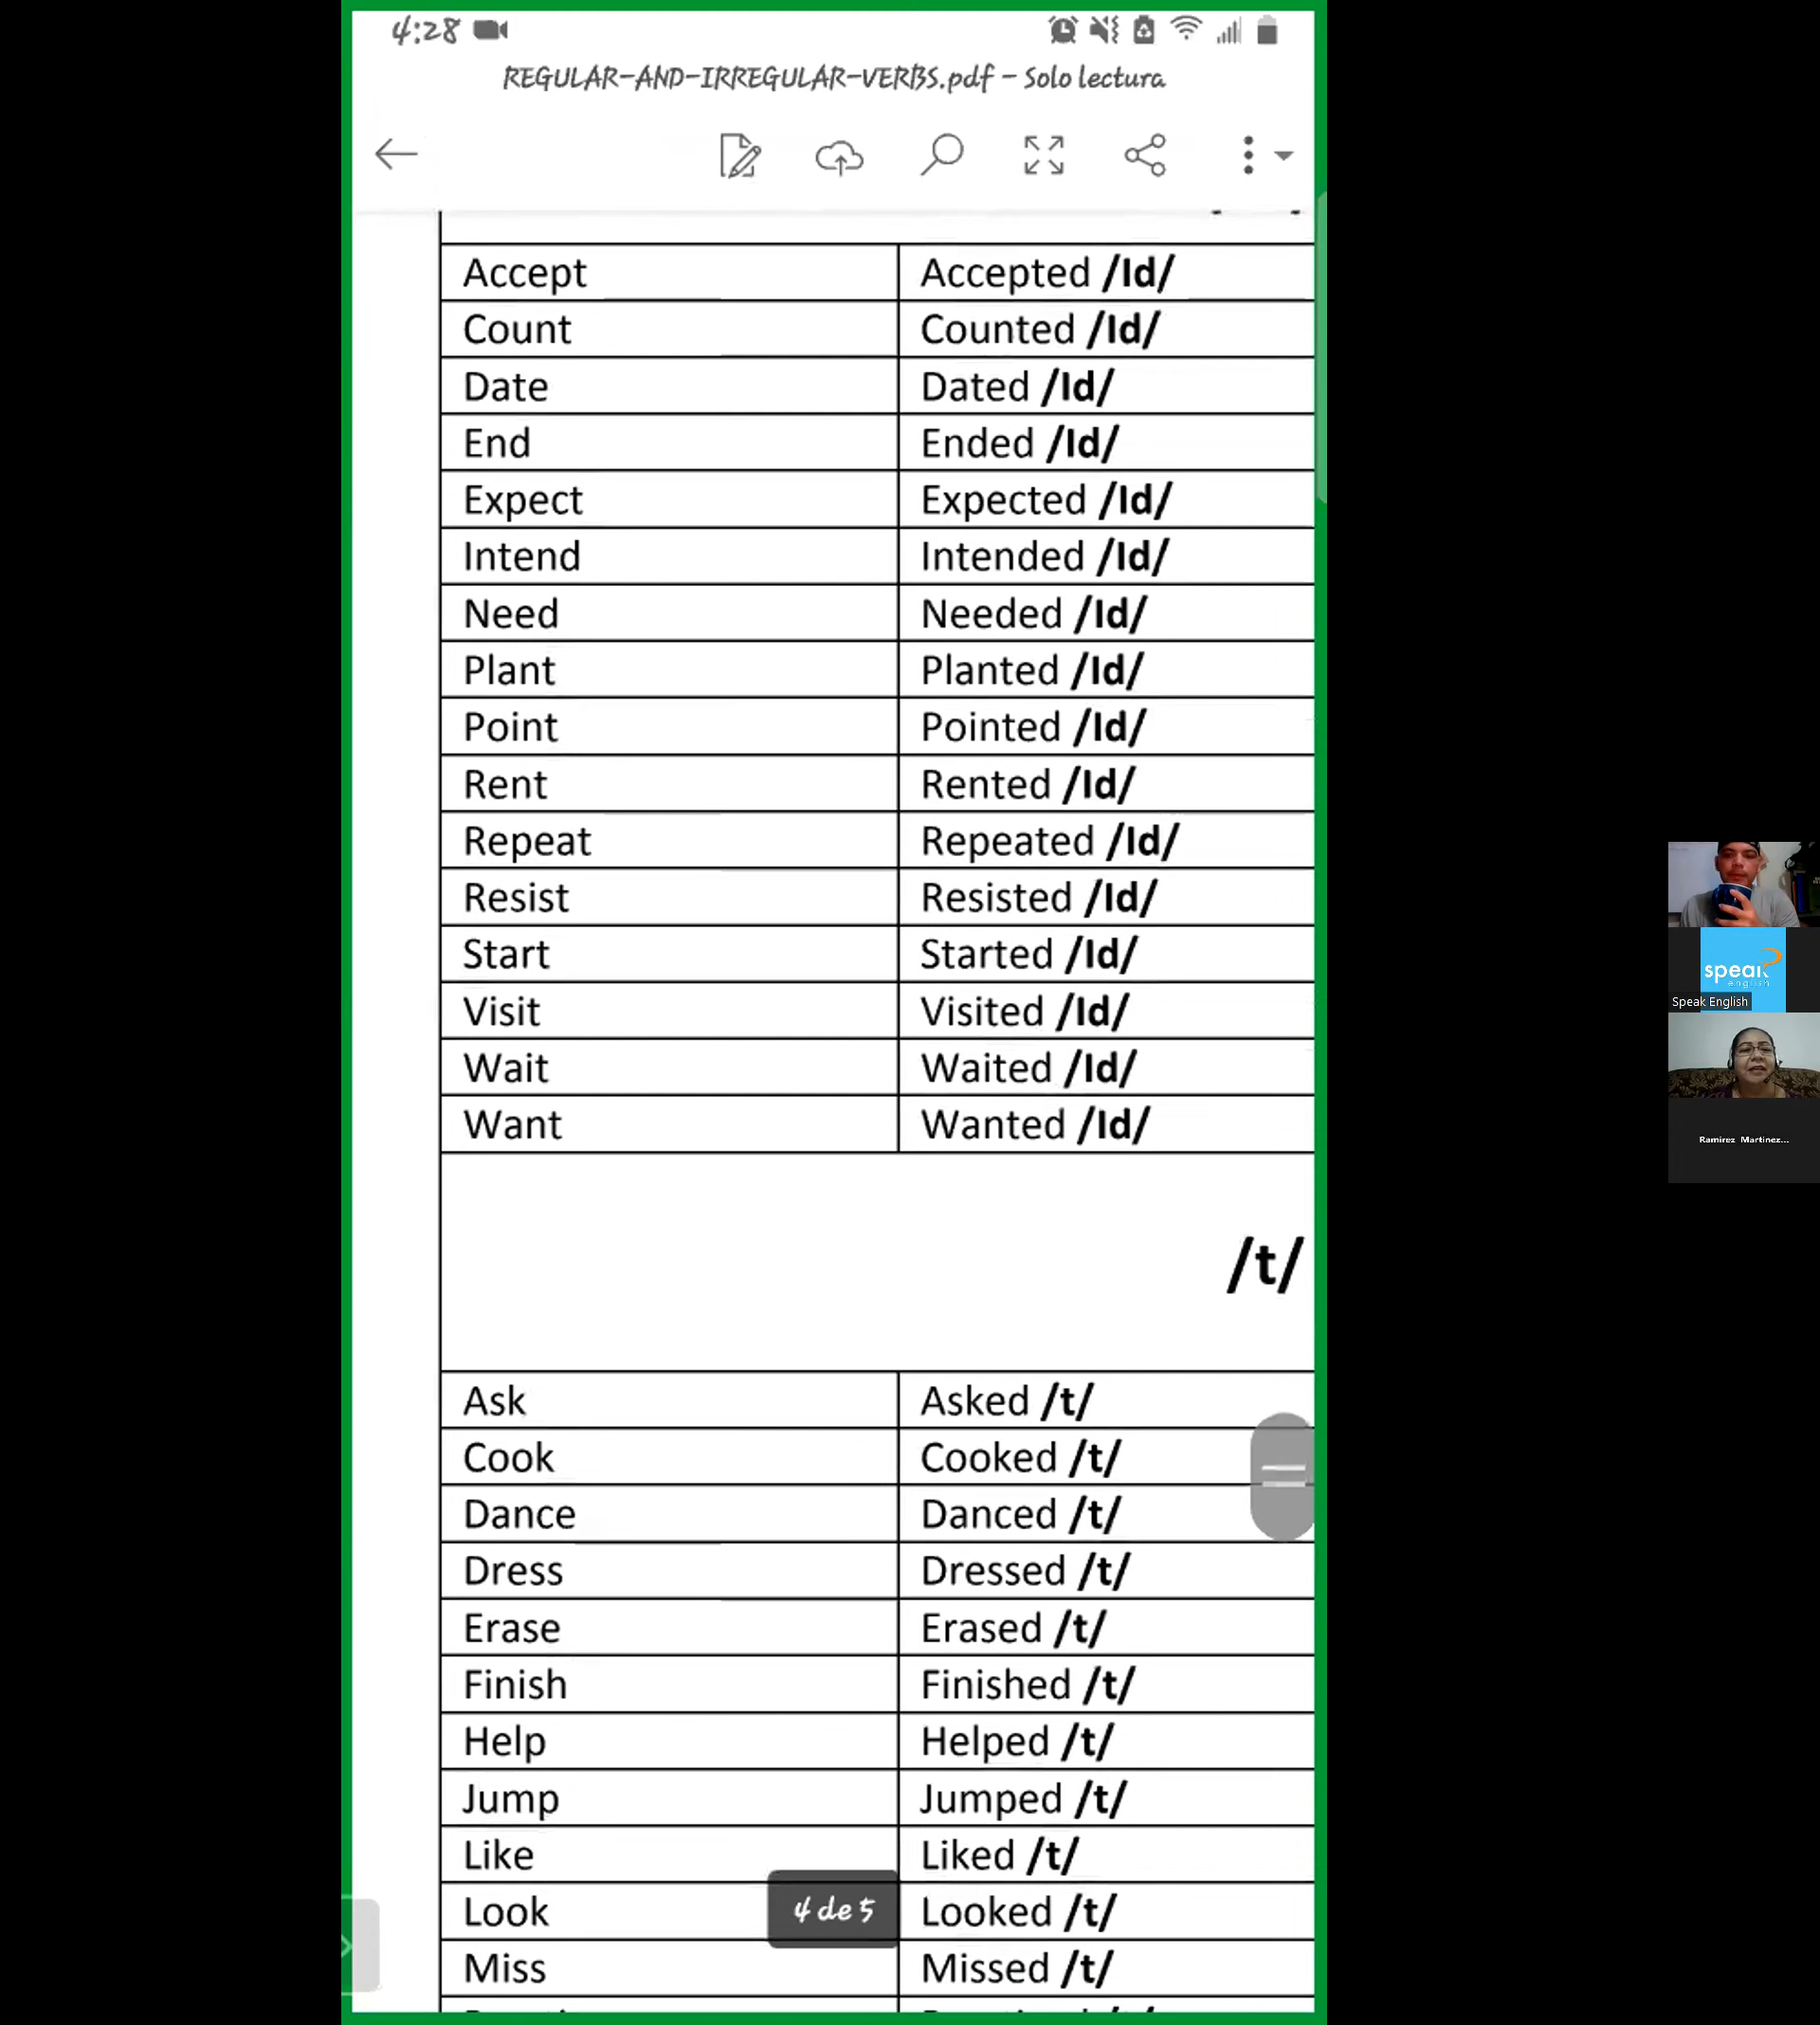 4:28
REGULAR-AND-IRREGULAR-VERBS.pdf - Solo lectura
Accept Accepted /Id/
Count Counted /Id/
Date Dated /Id/
End Ended /Id/
Expect Expected /Id/
Intend Intended /Id/
Need Needed /Id/
Plant Planted /Id/
Point Pointed /Id/
Rent Rented /Id/
Repeat Repeated /Id/
Resist Resisted /Id/
Start Started /Id/
Visit Visited /Id/
Wait Waited /Id/
Want Wanted /Id/
/t/
Ask Asked /t/
Cook Cooked /t/
Dance Danced /t/
Dress Dressed /t/
Erase Erased /t/
Finish Finished /t/
Help Helped /t/
Jump Jumped /t/
Like Liked /t/
Look Looked /t/
4 de 5
Miss Missed /t/
speak
english
Speak English
Ramirez Martinez...